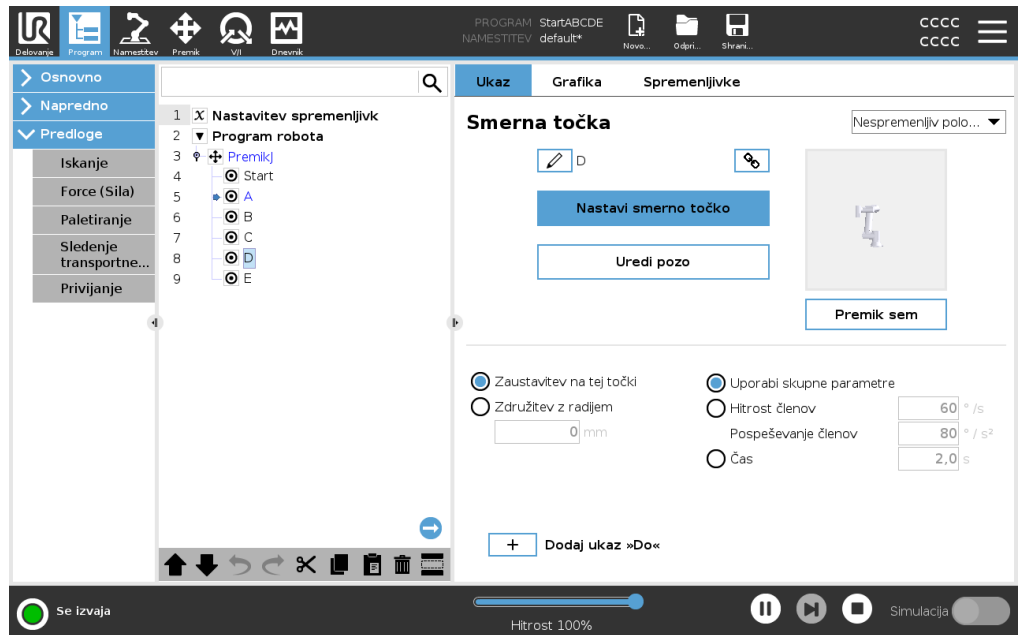 UR
PROGRAM StartABCDE
NAMESTITEV default*
Delovanje Program Namestitev Premik V/I Dnevnik
Novo... Odpri... Shrani...
CCCC
CCCC
Osnovno
Napredno
Predloge
Iskanje
Force (Sila)
Paletiranje
Sledenje
transportne...
Privijanje
1 X Nastavitev spremenljivk
2 Program robota
3 PremikJ
4 Start
5 A
6 B
7 C
8 D
9 E
Ukaz Grafika Spremenljivke
Smerna točka
Nespremenljiv polo...
D
Nastavi smerno točko
Uredi pozo
Premik sem
Zaustavitev na tej točki
Združitev z radijem
0 mm
Uporabi skupne parametre
Hitrost členov 60 ° /s
Pospeševanje členov 80 ° / s²
Čas 2,0 s
+ Dodaj ukaz »Do«
Se izvaja
Hitrost 100%
Simulacija